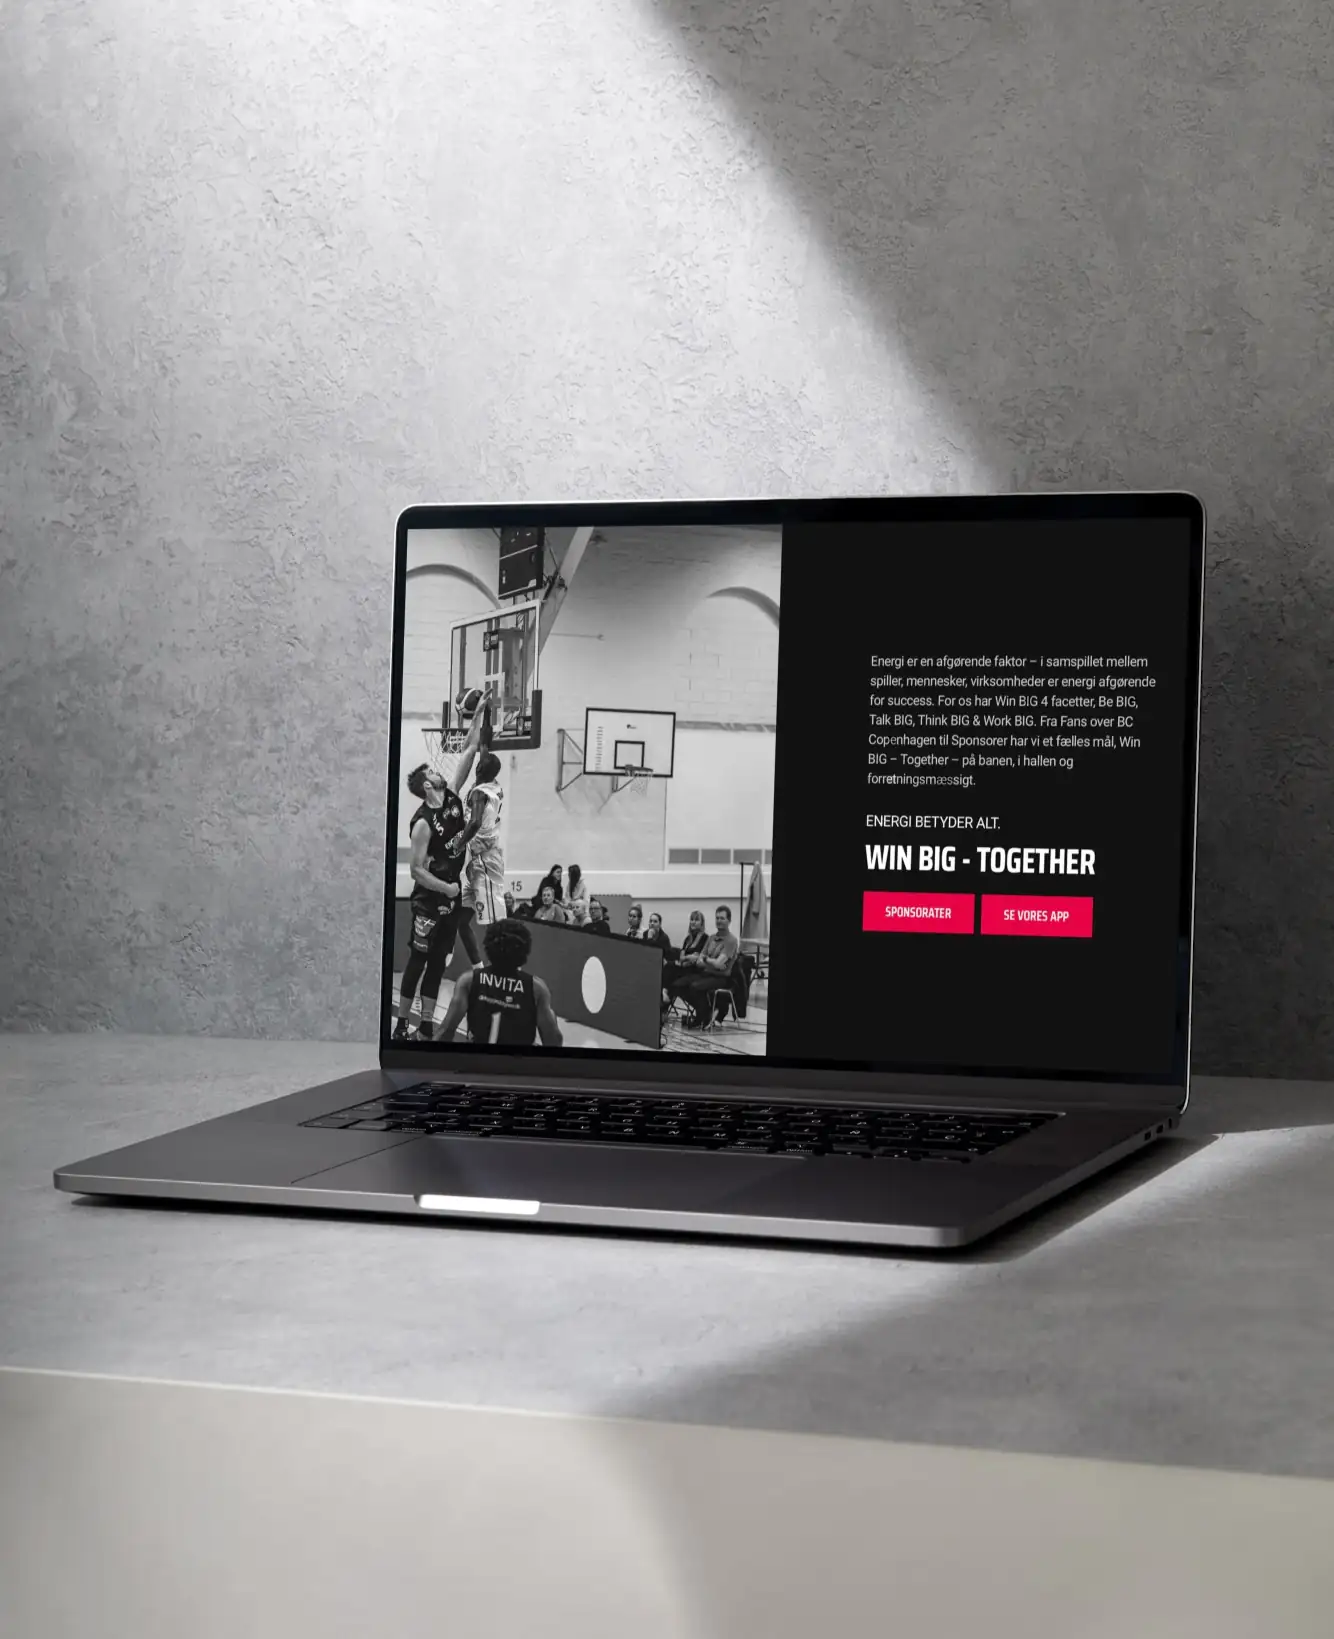 Energi er en afgørende faktor – i samspillet mellem
spiller, mennesker, virksomheder er energi afgørende
for success. For os har Win BIG 4 facetter, Be BIG,
Talk BIG, Think BIG & Work BIG. Fra Fans over BC
Copenhagen til Sponsorer har vi et fælles mål, Win
BIG – Together – på banen, i hallen og
forretningsmæssigt.
ENERGI BETYDER ALT.
WIN BIG - TOGETHER
SPONSORATER
SE VORES APP
15
INVITA
1